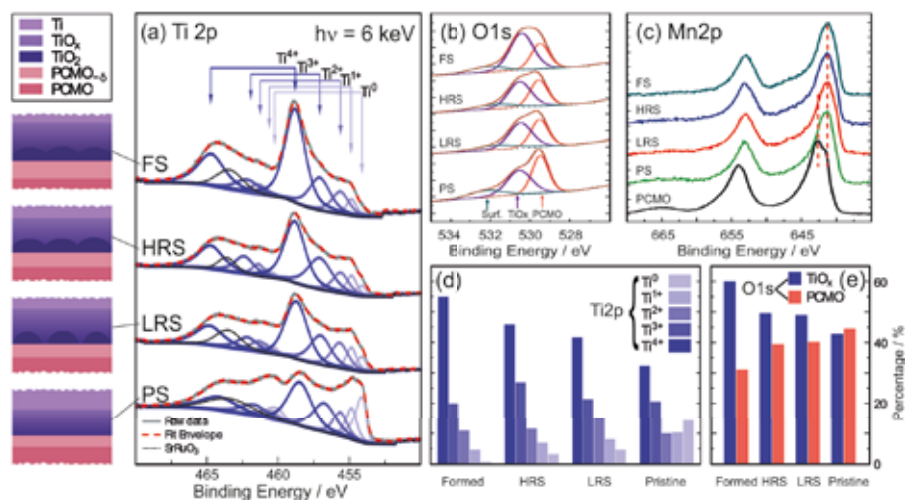 Ti
TiOₓ
TiO₂
PCMO-δ
PCMO
FS
HRS
LRS
PS
(a) Ti 2p
hν = 6 keV
Ti⁴⁺
Ti³⁺
Ti²⁺
Ti¹⁺
Ti⁰
Raw data
Fit Envelope
SrRuO₃
465
460
455
Binding Energy / eV
(b) O1s
FS
HRS
LRS
PS
Surf.
TiOx
PCMO
534
532
530
528
Binding Energy / eV
(c) Mn2p
FS
HRS
LRS
PS
PCMO
665
655
645
Binding Energy / eV
(d)
Ti2p
Ti⁰
Ti¹⁺
Ti²⁺
Ti³⁺
Ti⁴⁺
Formed
HRS
LRS
Pristine
(e)
O1s
TiOₓ
PCMO
60
40
20
0
Percentage / %
Formed
HRS
LRS
Pristine